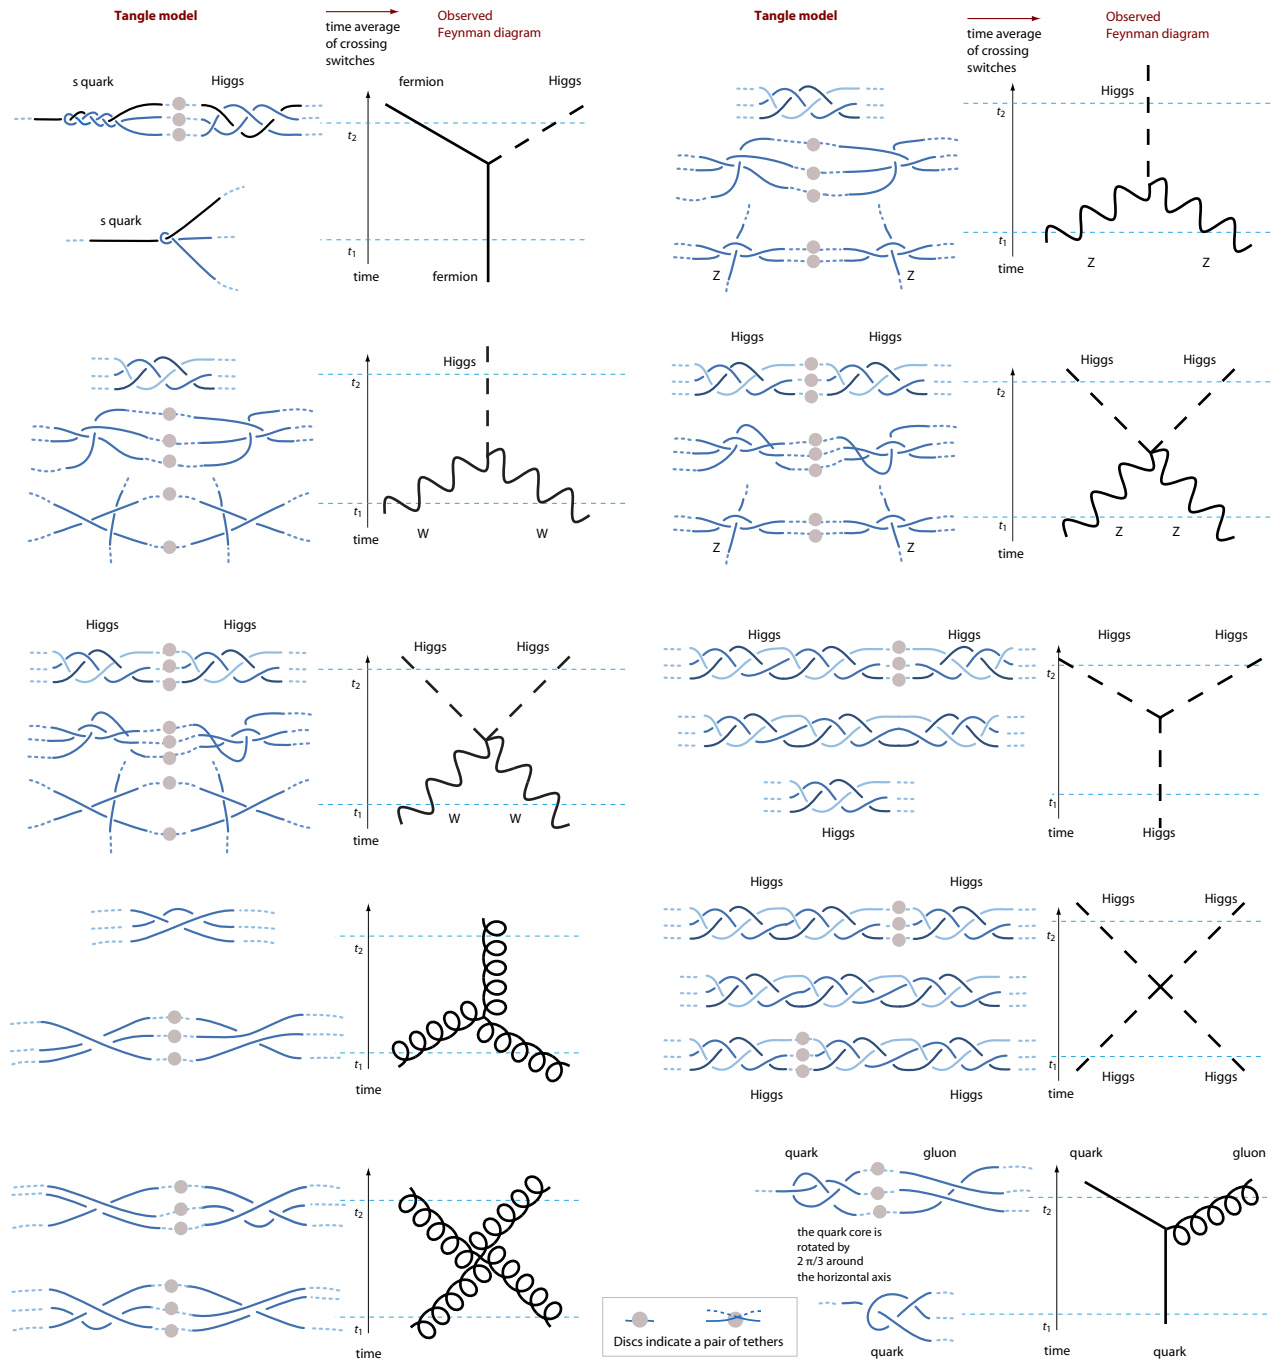 Tangle model
time average
of crossing
switches
Observed
Feynman diagram
s quark
Higgs
s quark
t2
t1
time
fermion
Higgs
fermion
Tangle model
time average
of crossing
switches
Observed
Feynman diagram
Z
Z
t2
t1
time
Higgs
Z
Z
t2
t1
time
Higgs
W
W
Higgs
Higgs
Z
Z
t2
t1
time
Higgs
Higgs
Z
Z
Higgs
Higgs
t2
t1
time
Higgs
Higgs
W
W
Higgs
Higgs
Higgs
t2
t1
time
Higgs
Higgs
Higgs
t2
t1
time
Higgs
Higgs
Higgs
Higgs
t2
t1
time
Higgs
Higgs
Higgs
Higgs
t2
t1
time
quark
gluon
the quark core is
rotated by
2 π/3 around
the horizontal axis
quark
t2
t1
time
quark
gluon
quark
Discs indicate a pair of tethers